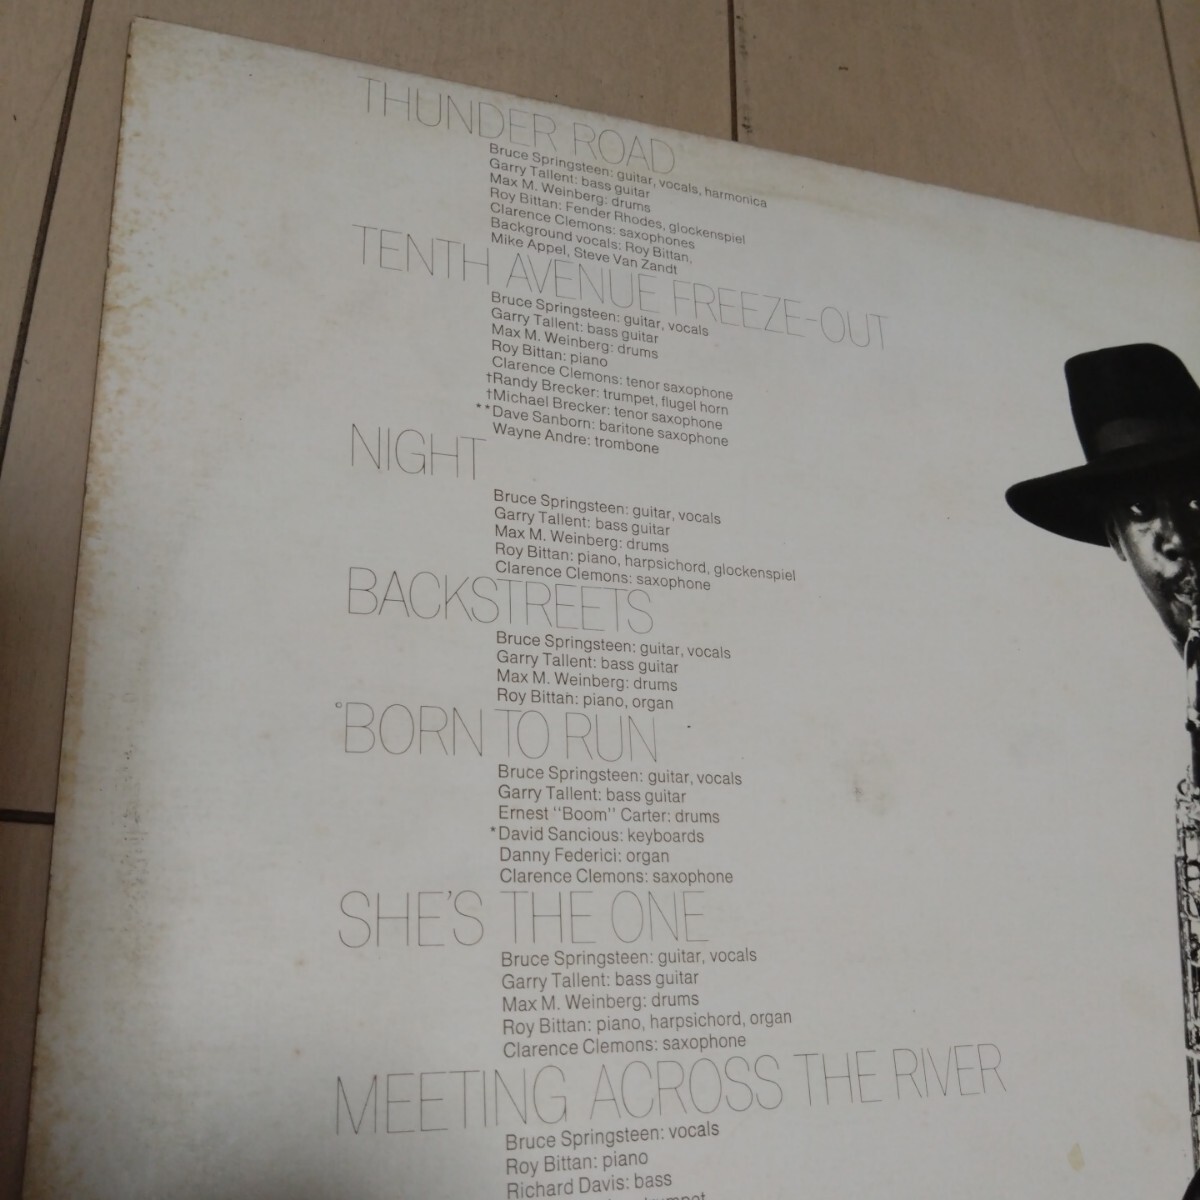 THUNDER ROAD
Bruce Springsteen: guitar, vocals, harmonica
Garry Tallent: bass guitar
Max M. Weinberg: drums
Roy Bittan: Fender Rhodes, glockenspiel
Clarence Clemons: saxophones
Background vocals: Roy Bittan,
Mike Appel, Steve Van Zandt
TENTH AVENUE FREEZE-OUT
Bruce Springsteen: guitar, vocals
Garry Tallent: bass guitar
Max M. Weinberg: drums
Roy Bittan: piano
Clarence Clemons: tenor saxophone
†Randy Brecker: trumpet, flugel horn
†Michael Brecker: tenor saxophone
**Dave Sanborn: baritone saxophone
Wayne Andre: trombone
NIGHT
Bruce Springsteen: guitar, vocals
Garry Tallent: bass guitar
Max M. Weinberg: drums
Roy Bittan: piano, harpsichord, glockenspiel
Clarence Clemons: saxophone
BACKSTREETS
Bruce Springsteen: guitar, vocals
Garry Tallent: bass guitar
Max M. Weinberg: drums
Roy Bittan: piano, organ
©BORN TO RUN
Bruce Springsteen: guitar, vocals
Garry Tallent: bass guitar
Ernest "Boom" Carter: drums
*David Sancious: keyboards
Danny Federici: organ
Clarence Clemons: saxophone
SHE'S THE ONE
Bruce Springsteen: guitar, vocals
Garry Tallent: bass guitar
Max M. Weinberg: drums
Roy Bittan: piano, harpsichord, organ
Clarence Clemons: saxophone
MEETING ACROSS THE RIVER
Bruce Springsteen: vocals
Roy Bittan: piano
Richard Davis: bass
trumpet